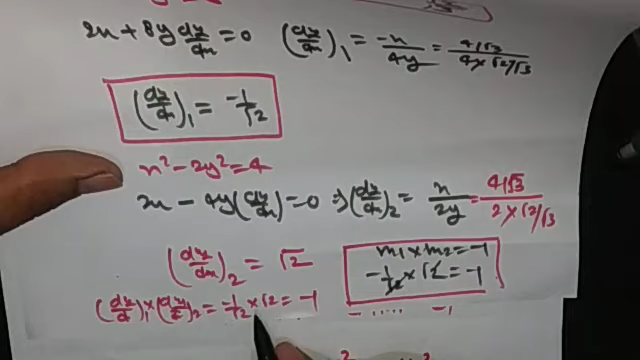 2x + 8y dy/dx = 0 (dy/dx)₁ = -x/4y = 4/√3 / 4×√2/√3
(dy/dx)₁ = -1/√2
x² - 2y² = 4
2x - 4y(dy/dx) = 0 ⇒ (dy/dx)₂ = x/2y = 4/√3 / 2×√2/√3
(dy/dx)₂ = √2
m₁ × m₂ = -1
-1/√2 × √2 = -1
(dy/dx)₁ × (dy/dx)₂ = -1/√2 × √2 = -1